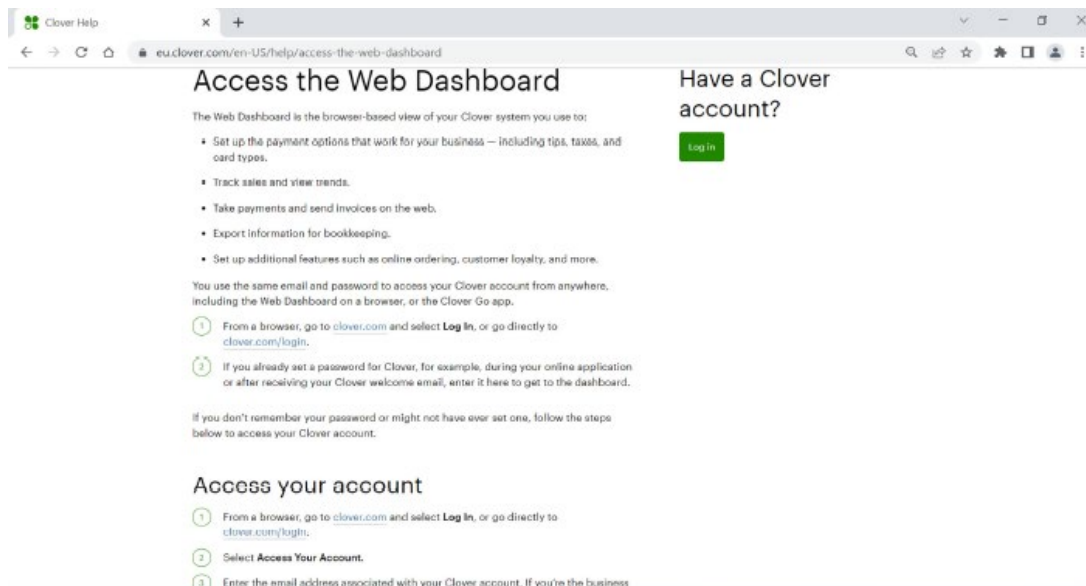 Clover Help
eu.clover.com/en-US/help/access-the-web-dashboard
Access the Web Dashboard
The Web Dashboard is the browser-based view of your Clover system you use to:
• Set up the payment options that work for your business — including tips, taxes, and
card types.
• Track sales and view trends.
• Take payments and send invoices on the web.
• Export information for bookkeeping.
• Set up additional features such as online ordering, customer loyalty, and more.
You use the same email and password to access your Clover account from anywhere,
including the Web Dashboard on a browser, or the Clover Go app.
1 From a browser, go to clover.com and select Log In, or go directly to
clover.com/login.
2 If you already set a password for Clover, for example, during your online application
or after receiving your Clover welcome email, enter it here to get to the dashboard.
If you don't remember your password or might not have ever set one, follow the steps
below to access your Clover account.
Access your account
1 From a browser, go to clover.com and select Log In, or go directly to
clover.com/login.
2 Select Access Your Account.
3 Enter the email address associated with your Clover account. If you're the business
Have a Clover
account?
Log in